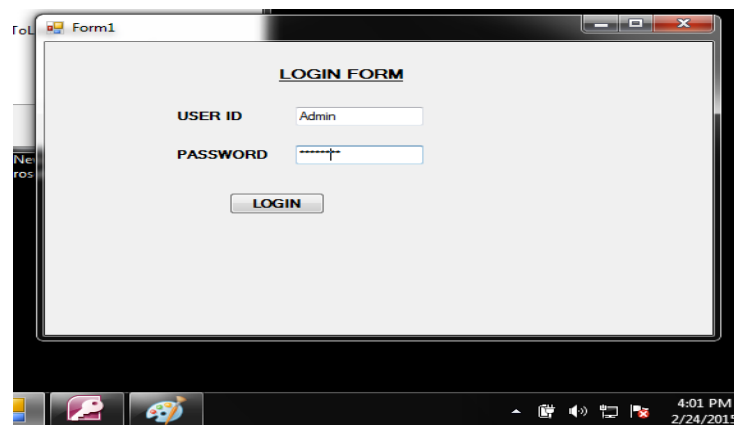 Form1
LOGIN FORM
USER ID
Admin
PASSWORD
LOGIN
4:01 PM